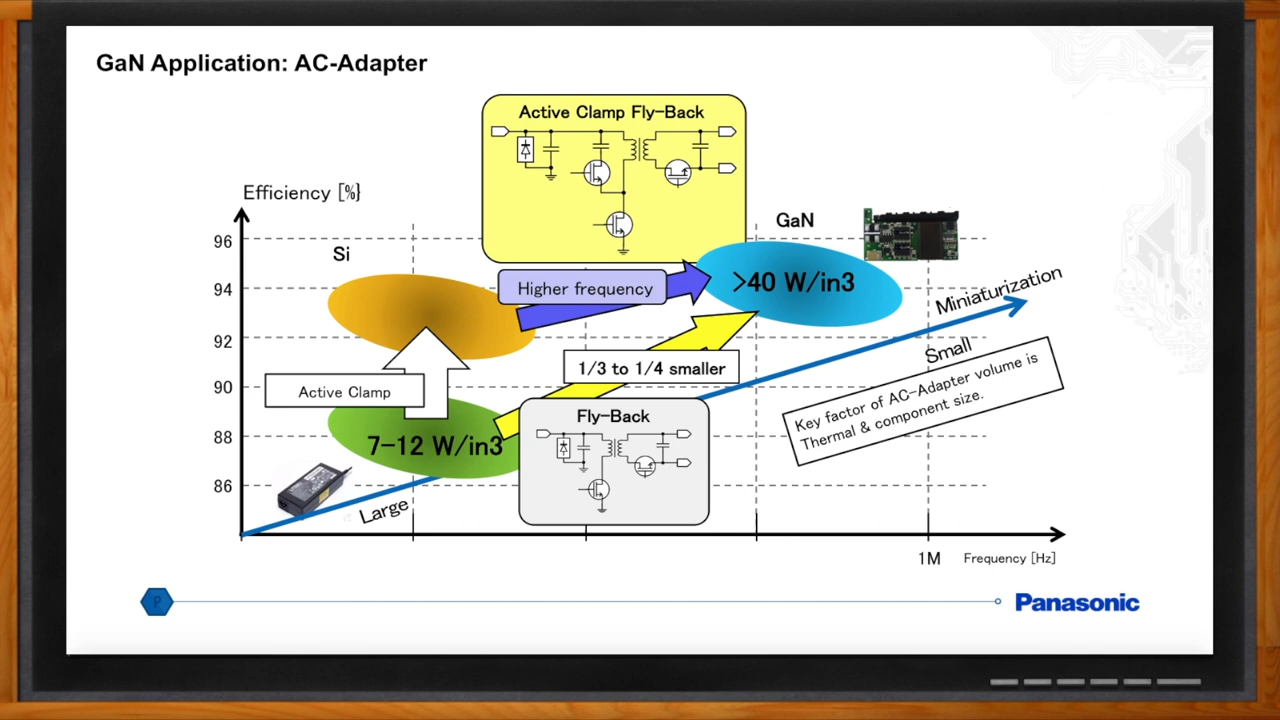 GaN Application: AC-Adapter
Active Clamp Fly-Back
Efficiency [%}
GaN
96
Si
94
>40 W/in3
Higher frequency
Miniaturization
92
Small
1/3 to 1/4 smaller
90
Active Clamp
Key factor of AC-Adapter volume is
Thermal & component size.
Fly-Back
88
7-12 W/in3
86
Large
1M
Frequency [Hz]
P
Panasonic